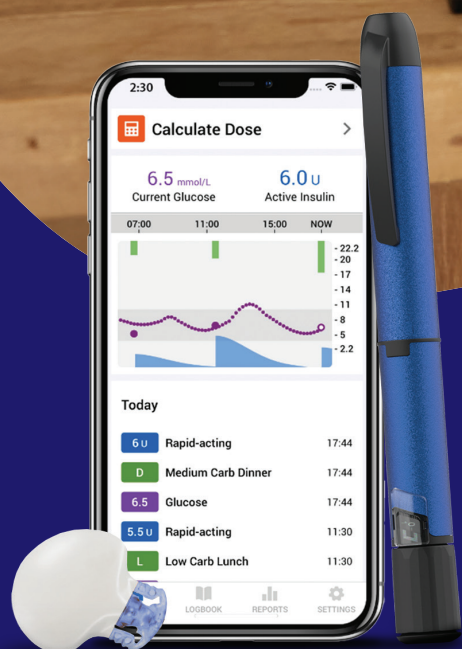 2:30
Calculate Dose
6.5 mmol/L 6.0 U
Current Glucose Active Insulin
07:00 11:00 15:00 NOW
- 22.2
- 20
- 17
- 14
- 11
- 8
- 5
- 2.2
Today
6 U Rapid-acting 17:44
D Medium Carb Dinner 17:44
6.5 Glucose 17:44
5.5 U Rapid-acting 11:30
L Low Carb Lunch 11:30
LOGBOOK REPORTS SETTINGS